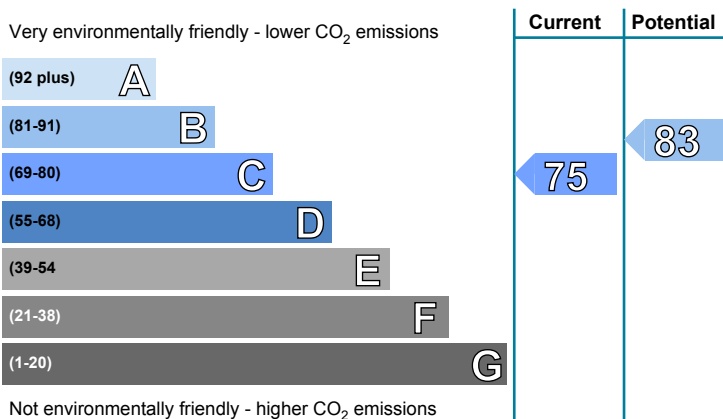 Current Potential
Very environmentally friendly - lower CO2 emissions
(92 plus) A
(81-91) B
83
(69-80) C
75
(55-68) D
(39-54 E
(21-38) F
(1-20) G
Not environmentally friendly - higher CO2 emissions